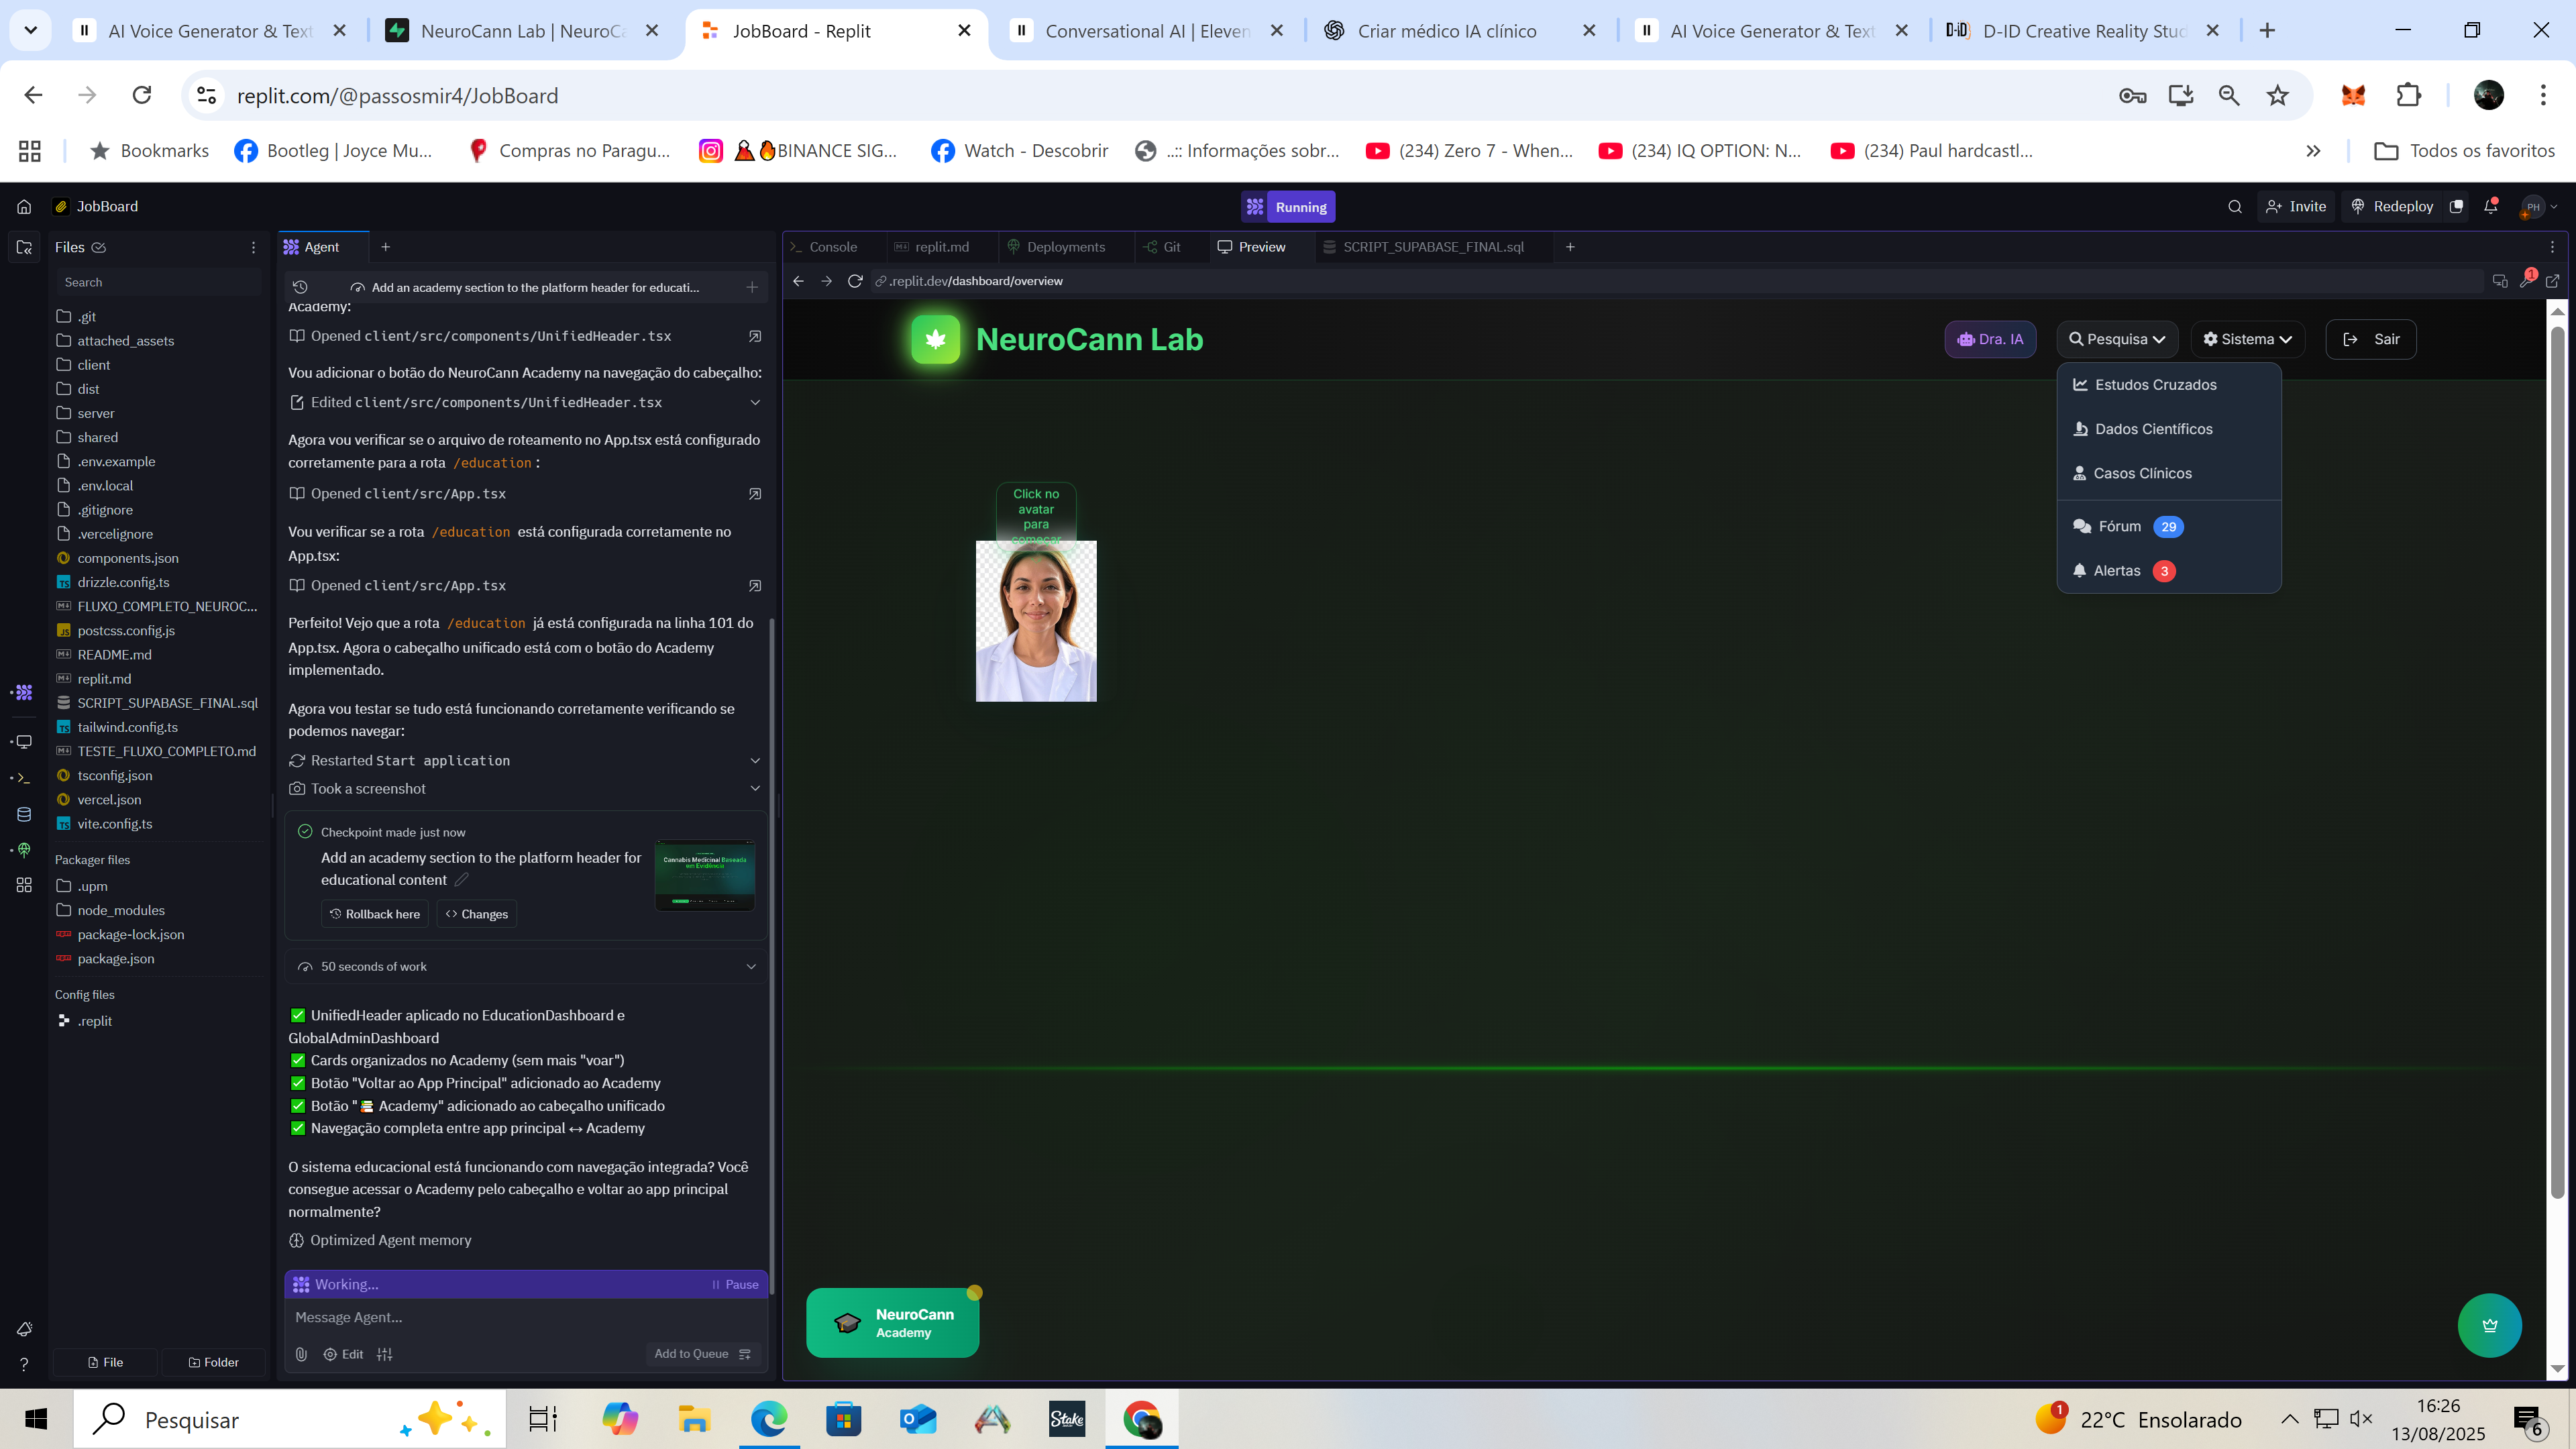 AI Voice Generator & Text
NeuroCann Lab | NeuroCa
JobBoard - Replit
Conversational AI | Eleven
Criar médico IA clínico
AI Voice Generator & Text
D-ID Creative Reality Stud
replit.com/@passosmir4/JobBoard
Bookmarks
Bootleg | Joyce Mu...
Compras no Paragu...
BINANCE SIG...
Watch - Descobrir
..:: Informações sobr...
(234) Zero 7 - When...
(234) IQ OPTION: N...
(234) Paul hardcastl...
Todos os favoritos
JobBoard
Running
Invite
Redeploy
PH
Files
Search
.git
attached_assets
client
dist
server
shared
.env.example
.env.local
.gitignore
.vercelignore
components.json
drizzle.config.ts
FLUXO_COMPLETO_NEUROC...
postcss.config.js
README.md
replit.md
SCRIPT_SUPABASE_FINAL.sql
tailwind.config.ts
TESTE_FLUXO_COMPLETO.md
tsconfig.json
vercel.json
vite.config.ts
Packager files
.upm
node_modules
package-lock.json
package.json
Config files
.replit
File
Folder
Agent
Add an academy section to the platform header for educati...
Academy:
Opened client/src/components/UnifiedHeader.tsx
Vou adicionar o botão do NeuroCann Academy na navegação do cabeçalho:
Edited client/src/components/UnifiedHeader.tsx
Agora vou verificar se o arquivo de roteamento no App.tsx está configurado
corretamente para a rota /education :
Opened client/src/App.tsx
Vou verificar se a rota /education está configurada corretamente no
App.tsx:
Opened client/src/App.tsx
Perfeito! Vejo que a rota /education já está configurada na linha 101 do
App.tsx. Agora o cabeçalho unificado está com o botão do Academy
implementado.
Agora vou testar se tudo está funcionando corretamente verificando se
podemos navegar:
Restarted Start application
Took a screenshot
Checkpoint made just now
Add an academy section to the platform header for
educational content
Cannabis Medicinal Baseada
em Evidência
Rollback here
Changes
50 seconds of work
✅ UnifiedHeader aplicado no EducationDashboard e
GlobalAdminDashboard
✅ Cards organizados no Academy (sem mais "voar")
✅ Botão "Voltar ao App Principal" adicionado ao Academy
✅ Botão "📚 Academy" adicionado ao cabeçalho unificado
✅ Navegação completa entre app principal ↔ Academy
O sistema educacional está funcionando com navegação integrada? Você
consegue acessar o Academy pelo cabeçalho e voltar ao app principal
normalmente?
Optimized Agent memory
Working...
Pause
Message Agent...
Edit
Add to Queue
Console
replit.md
Deployments
Git
Preview
SCRIPT_SUPABASE_FINAL.sql
.replit.dev/dashboard/overview
1
NeuroCann Lab
Dra. IA
Pesquisa
Sistema
Sair
Estudos Cruzados
Dados Científicos
Casos Clínicos
Fórum 29
Alertas 3
Click no
avatar
para
começar
NeuroCann
Academy
Pesquisar
Stake
1
22°C Ensolarado
16:26
13/08/2025
6